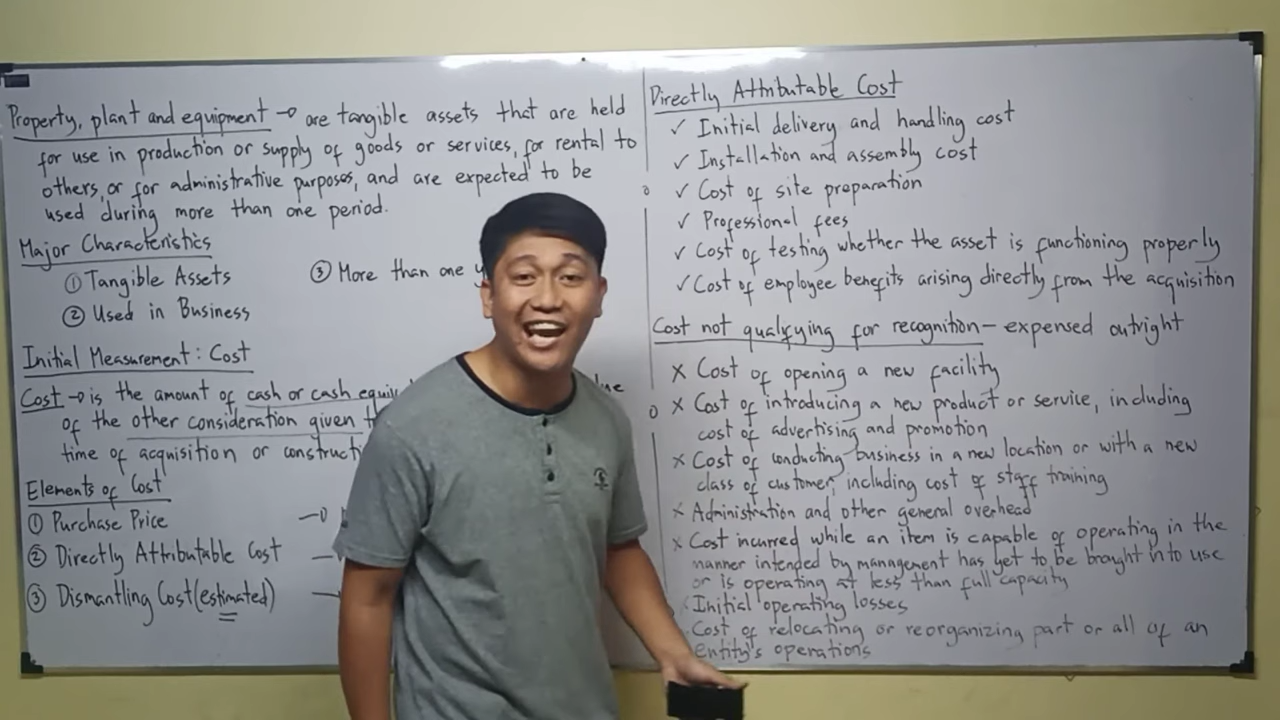 Property, plant and equipment → are tangible assets that are held
for use in production or supply of goods or services, for rental to
others, or for administrative purposes, and are expected to be
used during more than one period.
Major Characteristics
① Tangible Assets
② Used in Business
③ More than one
Initial Measurement: Cost
Cost → is the amount of cash or cash
of the other consideration given
time of acquisition or
Elements of Cost
① Purchase Price
② Directly Attributable Cost
③ Dismantling Cost (estimated)
Directly Attributable Cost
✓ Initial delivery and handling cost
✓ Installation and assembly cost
✓ Cost of site preparation
✓ Professional fees
✓ Cost of testing whether the asset is functioning properly
✓ Cost of employee benefits arising directly from the acquisition
Cost not qualifying for recognition - expensed outright
x Cost of opening a new facility
x Cost of introducing a new product or service, including
cost of advertising and promotion
x Cost of conducting business in a new location or with a new
class of customer, including cost of staff training
x Administration and other general overhead
x Cost incurred while an item is capable of operating in the
manner intended by management has yet to be brought into use
or is operating at less than full capacity
Initial operating losses
Cost of relocating or reorganizing part or all of an
entity's operations